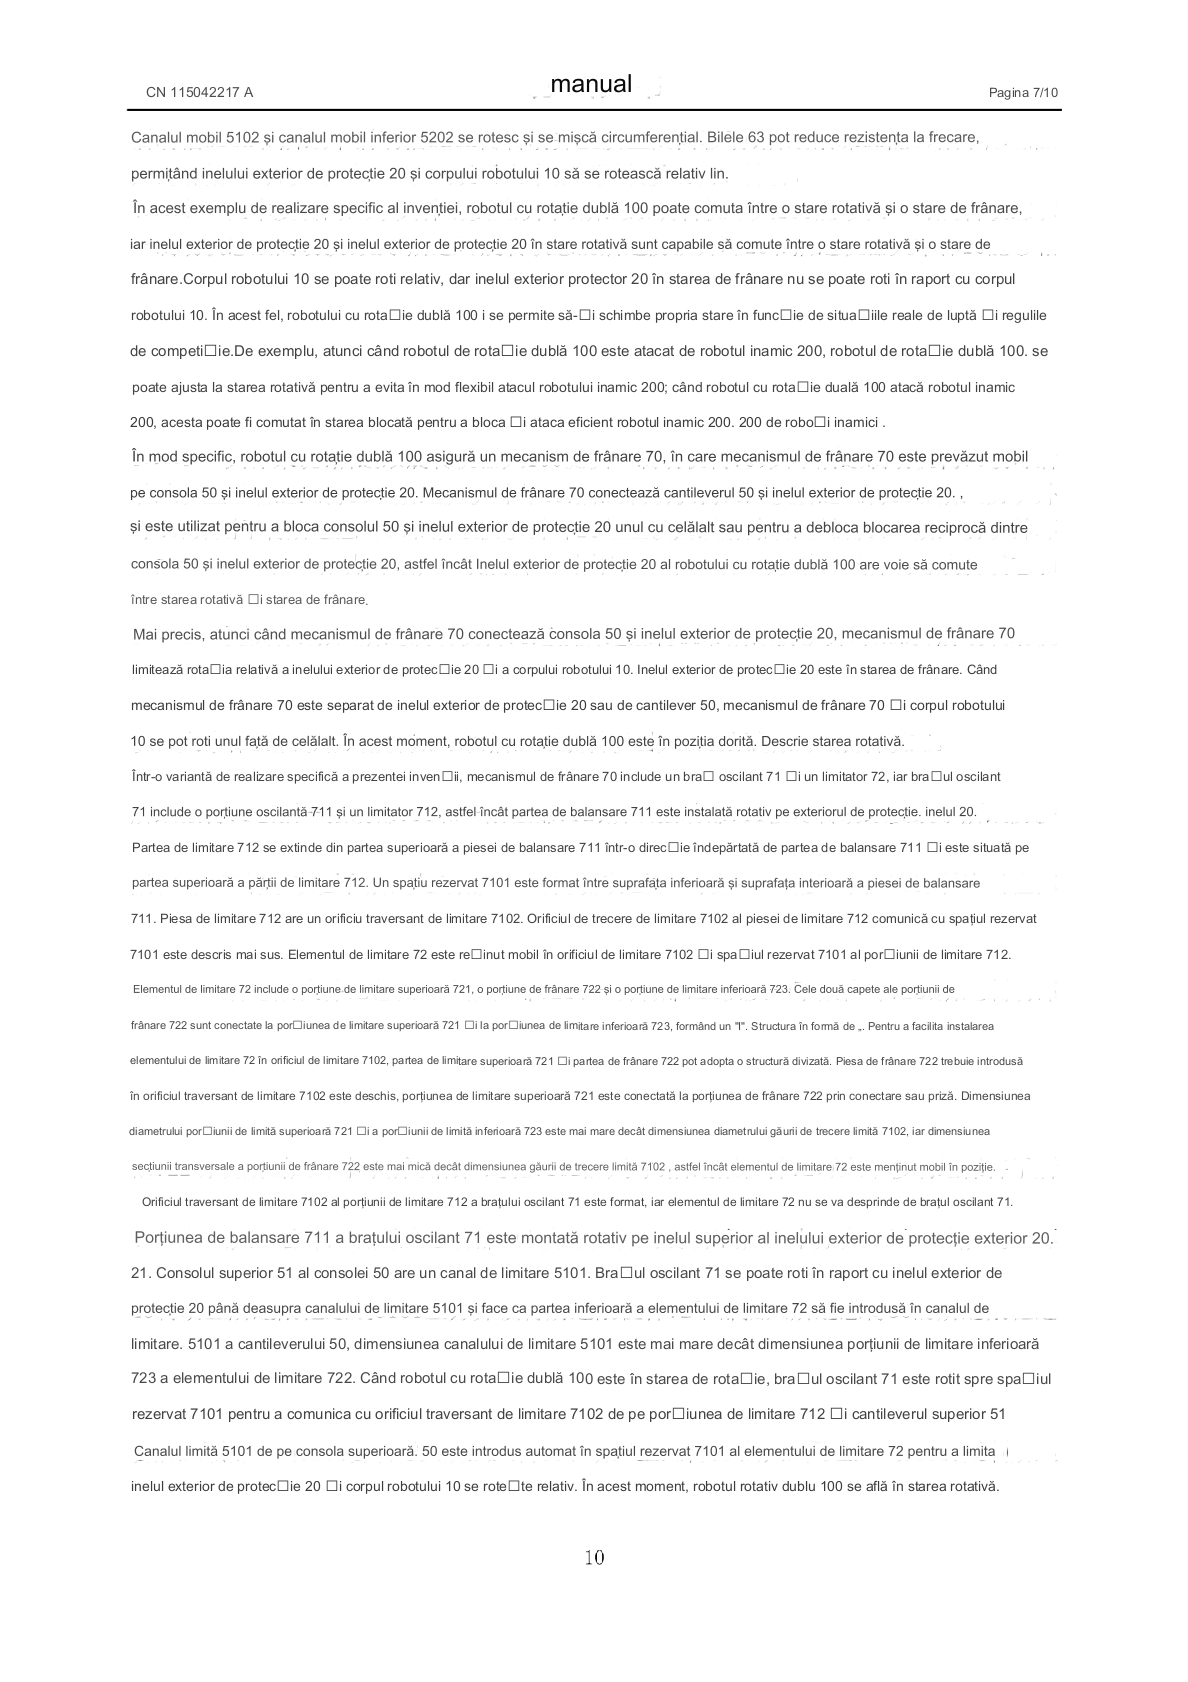 CN 115042217 A
manual
Pagina 7/10
Canalul mobil 5102 și canalul mobil inferior 5202 se rotesc și se mișcă circumferențial. Bilele 63 pot reduce rezistența la frecare,
permițând inelului exterior de protecție 20 și corpului robotului 10 să se rotească relativ lin.
În acest exemplu de realizare specific al invenției, robotul cu rotație dublă 100 poate comuta între o stare rotativă și o stare de frânare,
iar inelul exterior de protecție 20 și inelul exterior de protecție 20 în stare rotativă sunt capabile să comute între o stare rotativă și o stare de
frânare.Corpul robotului 10 se poate roti relativ, dar inelul exterior protector 20 în starea de frânare nu se poate roti în raport cu corpul
robotului 10. În acest fel, robotului cu rota□ie dublă 100 i se permite să-□i schimbe propria stare în func□ie de situa□iile reale de luptă □i regulile
de competi□ie.De exemplu, atunci când robotul de rota□ie dublă 100 este atacat de robotul inamic 200, robotul de rota□ie dublă 100. se
poate ajusta la starea rotativă pentru a evita în mod flexibil atacul robotului inamic 200; când robotul cu rota□ie duală 100 atacă robotul inamic
200, acesta poate fi comutat în starea blocată pentru a bloca □i ataca eficient robotul inamic 200. 200 de robo□i inamici .
În mod specific, robotul cu rotație dublă 100 asigură un mecanism de frânare 70, în care mecanismul de frânare 70 este prevăzut mobil
pe consola 50 și inelul exterior de protecție 20. Mecanismul de frânare 70 conectează cantileverul 50 și inelul exterior de protecție 20. ,
și este utilizat pentru a bloca consolul 50 și inelul exterior de protecție 20 unul cu celălalt sau pentru a debloca blocarea reciprocă dintre
consola 50 și inelul exterior de protecție 20, astfel încât Inelul exterior de protecție 20 al robotului cu rotație dublă 100 are voie să comute
între starea rotativă □i starea de frânare.
Mai precis, atunci când mecanismul de frânare 70 conectează consola 50 și inelul exterior de protecție 20, mecanismul de frânare 70
limitează rota□ia relativă a inelului exterior de protec□ie 20 □i a corpului robotului 10. Inelul exterior de protec□ie 20 este în starea de frânare. Când
mecanismul de frânare 70 este separat de inelul exterior de protec□ie 20 sau de cantilever 50, mecanismul de frânare 70 □i corpul robotului
10 se pot roti unul față de celălalt. În acest moment, robotul cu rotație dublă 100 este în poziția dorită. Descrie starea rotativă.
Într-o variantă de realizare specifică a prezentei inven□ii, mecanismul de frânare 70 include un bra□ oscilant 71 □i un limitator 72, iar bra□ul oscilant
71 include o porțiune oscilantă 711 și un limitator 712, astfel încât partea de balansare 711 este instalată rotativ pe exteriorul de protecție. inelul 20.
Partea de limitare 712 se extinde din partea superioară a piesei de balansare 711 într-o direc□ie îndepărtată de partea de balansare 711 □i este situată pe
partea superioară a părții de limitare 712. Un spațiu rezervat 7101 este format între suprafața inferioară și suprafața interioară a piesei de balansare
711. Piesa de limitare 712 are un orificiu traversant de limitare 7102. Orificiul de trecere de limitare 7102 al piesei de limitare 712 comunică cu spațiul rezervat
7101 este descris mai sus. Elementul de limitare 72 este re□inut mobil în orificiul de limitare 7102 □i spa□iul rezervat 7101 al por□iunii de limitare 712.
Elementul de limitare 72 include o porțiune de limitare superioară 721, o porțiune de frânare 722 și o porțiune de limitare inferioară 723. Cele două capete ale porțiunii de
frânare 722 sunt conectate la por□iunea de limitare superioară 721 □i la por□iunea de limitare inferioară 723, formând un "I". Structura în formă de „. Pentru a facilita instalarea
elementului de limitare 72 în orificiul de limitare 7102, partea de limitare superioară 721 □i partea de frânare 722 pot adopta o structură divizată. Piesa de frânare 722 trebuie introdusă
în orificiul traversant de limitare 7102 este deschis, porțiunea de limitare superioară 721 este conectată la porțiunea de frânare 722 prin conectare sau priză. Dimensiunea
diametrului por□iunii de limită superioară 721 □i a por□iunii de limită inferioară 723 este mai mare decât dimensiunea diametrului găurii de trecere limită 7102, iar dimensiunea
secțiunii transversale a porțiunii de frânare 722 este mai mică decât dimensiunea găurii de trecere limită 7102 , astfel încât elementul de limitare 72 este menținut mobil în poziție.
Orificiul traversant de limitare 7102 al porțiunii de limitare 712 a brațului oscilant 71 este format, iar elementul de limitare 72 nu se va desprinde de brațul oscilant 71.
Porțiunea de balansare 711 a brațului oscilant 71 este montată rotativ pe inelul superior al inelului exterior de protecție exterior 20.
21. Consolul superior 51 al consolei 50 are un canal de limitare 5101. Bra□ul oscilant 71 se poate roti în raport cu inelul exterior de
protecție 20 până deasupra canalului de limitare 5101 și face ca partea inferioară a elementului de limitare 72 să fie introdusă în canalul de
limitare. 5101 a cantileverului 50, dimensiunea canalului de limitare 5101 este mai mare decât dimensiunea porțiunii de limitare inferioară
723 a elementului de limitare 722. Când robotul cu rota□ie dublă 100 este în starea de rota□ie, bra□ul oscilant 71 este rotit spre spa□iul
rezervat 7101 pentru a comunica cu orificiul traversant de limitare 7102 de pe por□iunea de limitare 712 □i cantileverul superior 51
Canalul limită 5101 de pe consola superioară. 50 este introdus automat în spațiul rezervat 7101 al elementului de limitare 72 pentru a limita
inelul exterior de protec□ie 20 □i corpul robotului 10 se rote□te relativ. În acest moment, robotul rotativ dublu 100 se află în starea rotativă.
10